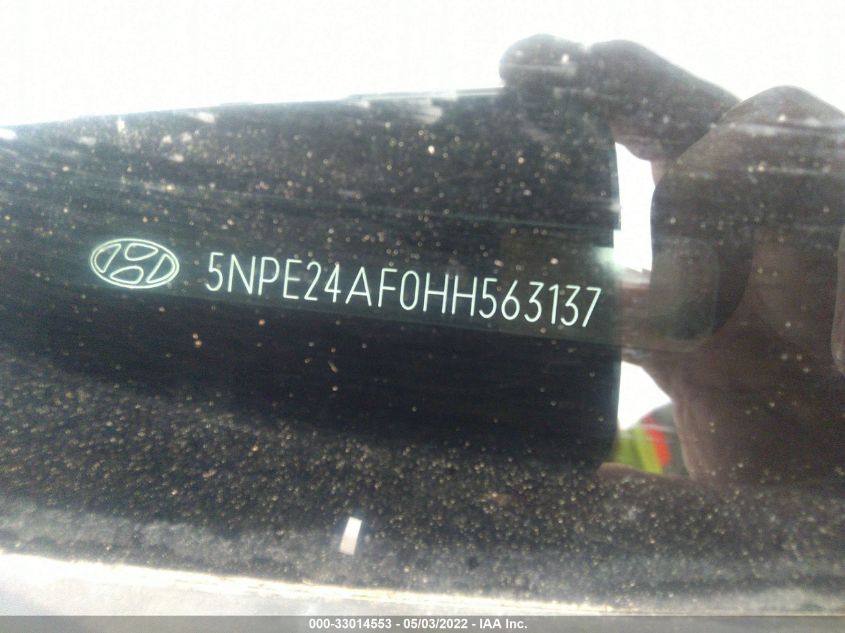 5NPE24AF0HH563137
000-33014553 - 05/03/2022 - IAA Inc.